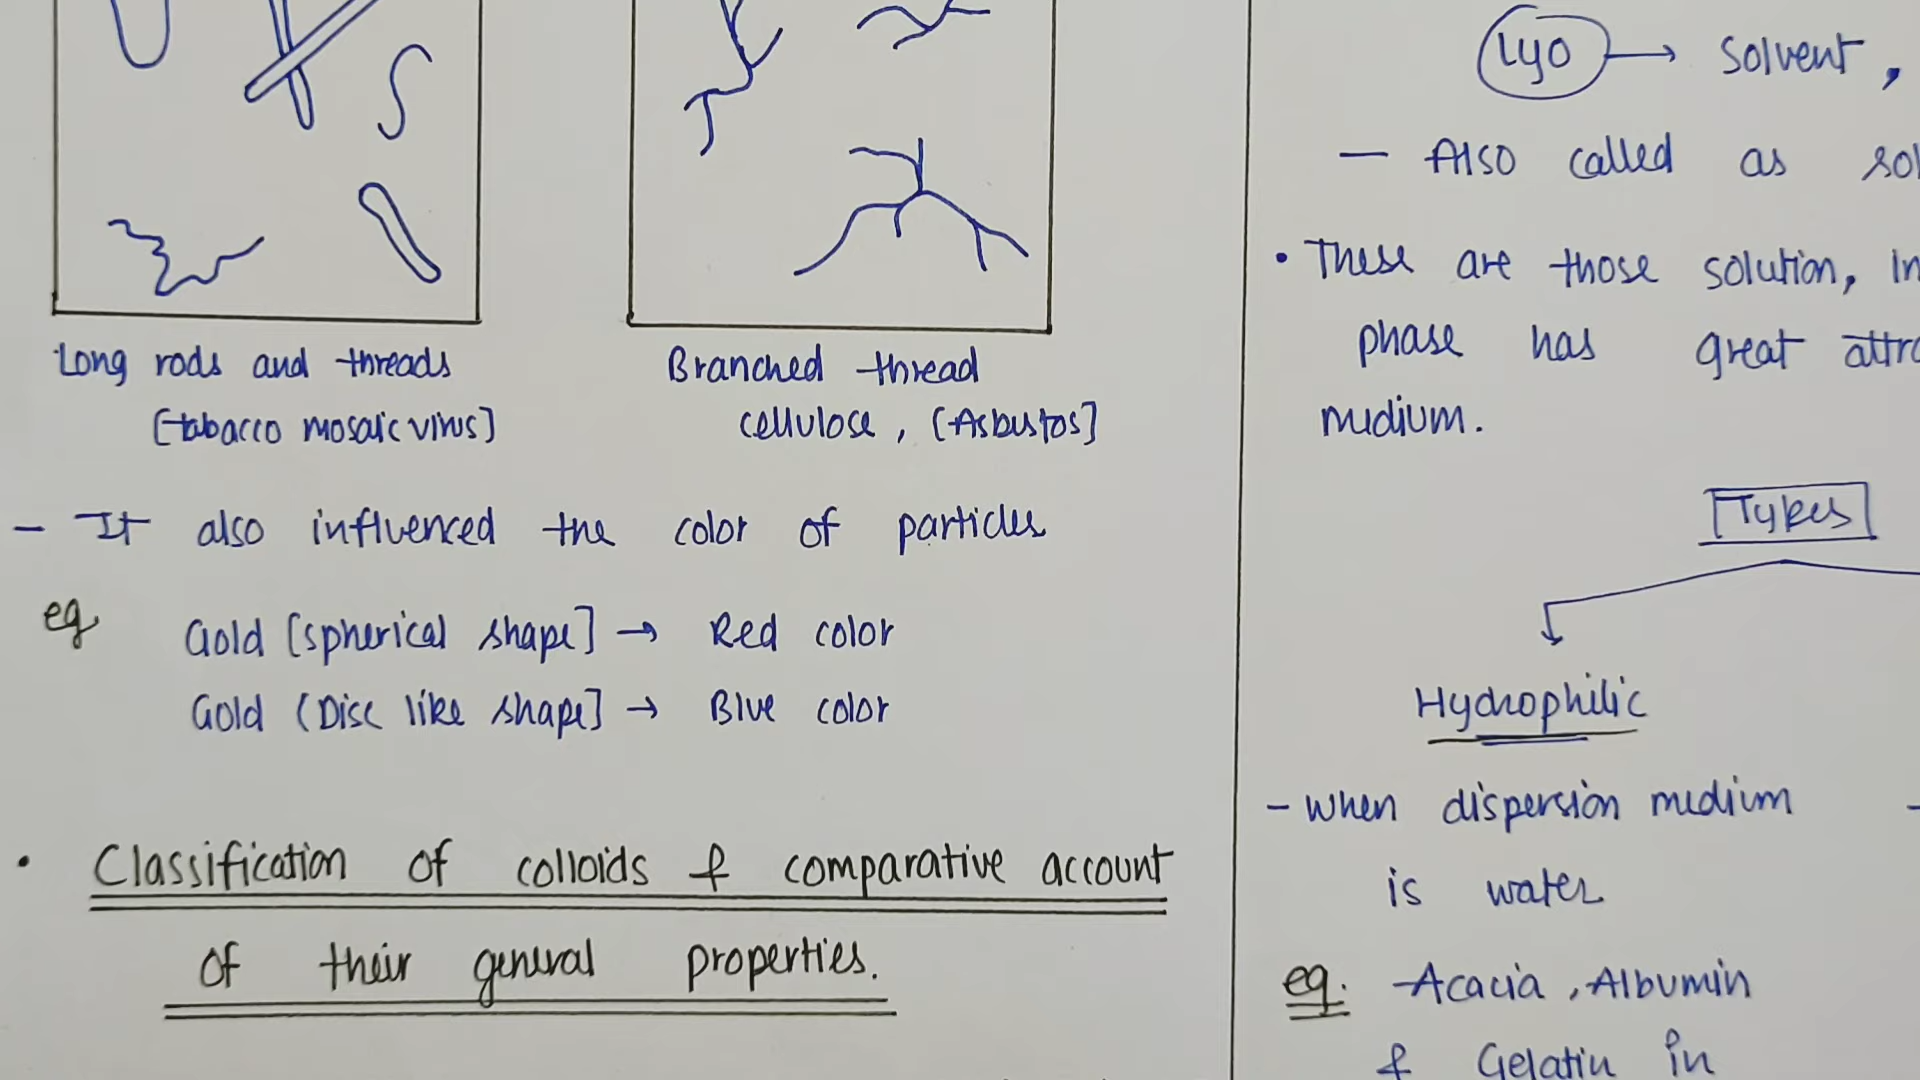 Long rods and threads
[tabacco mosaic virus]
Branched thread
cellulose, [Asbustos]
- It also influenced the color of particles
eg Gold [spherical shape] → Red color
Gold (Disc like shape] → Blue color
• Classification of colloids & comparative account
of their general properties.
Lyo → solvent,
- Also called as
• These are those solution, in
phase has great
medium.
Types
Hydrophilic
- when dispersion medium
is water
eg. Acacia, Albumin
& Gelatin in